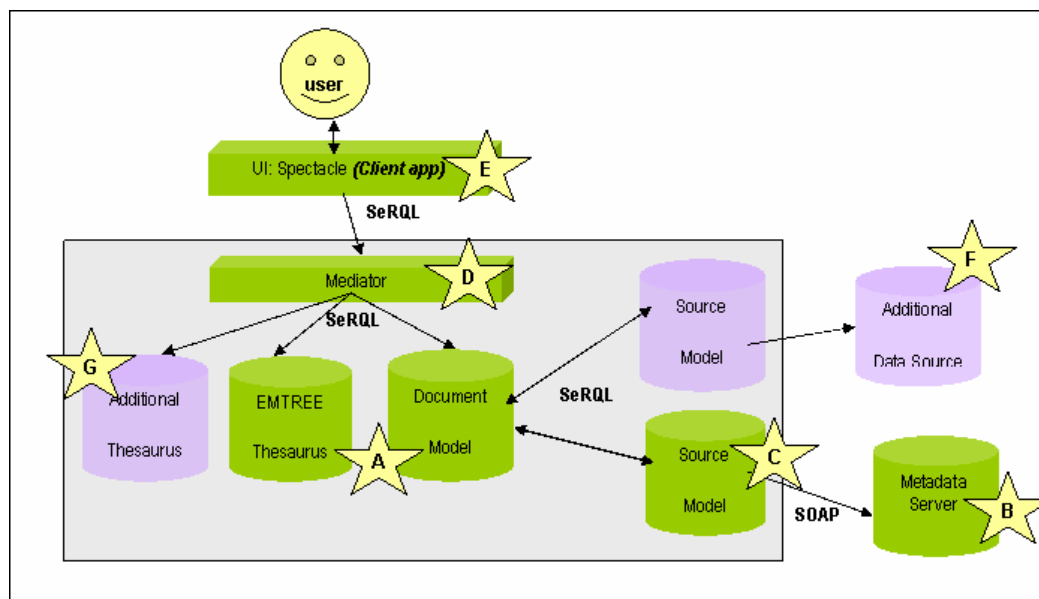 user
UI: Spectacle (Client app)
E
SeRQL
Mediator
D
SeRQL
G
Additional
Thesaurus
EMTREE
Thesaurus
A
Document
Model
SeRQL
Source
Model
F
Additional
Data Source
Source
Model
C
SOAP
Metadata
Server
B